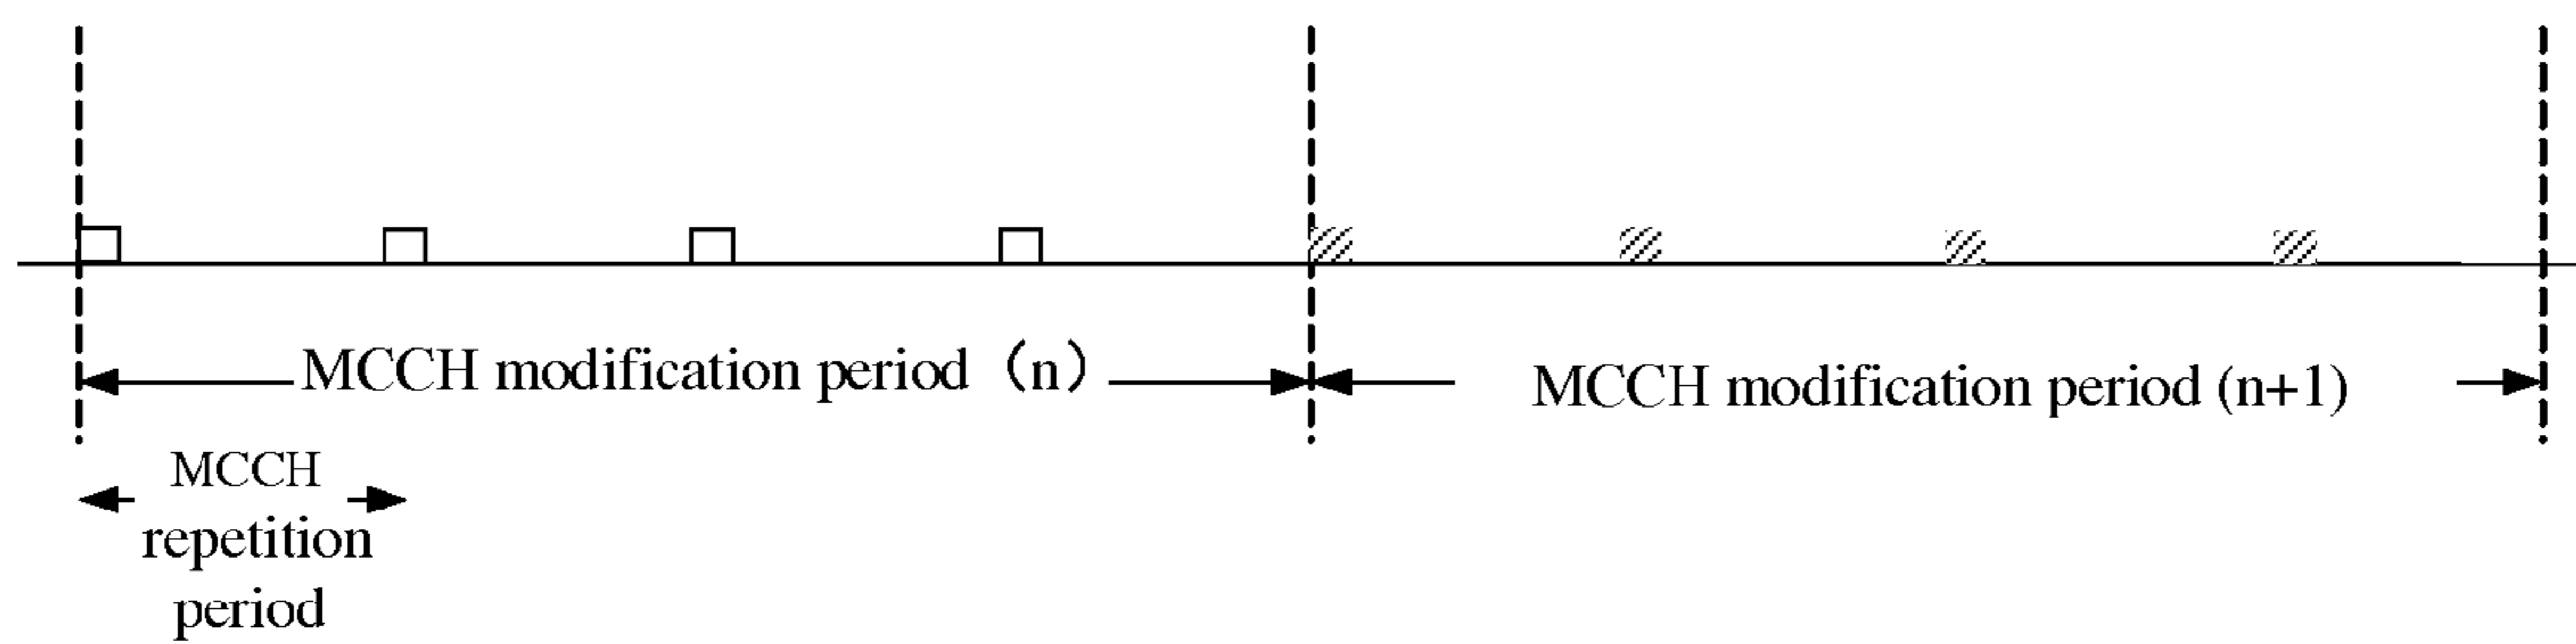 MCCH modification period（n）
MCCH modification period (n+1)
MCCH
repetition
period